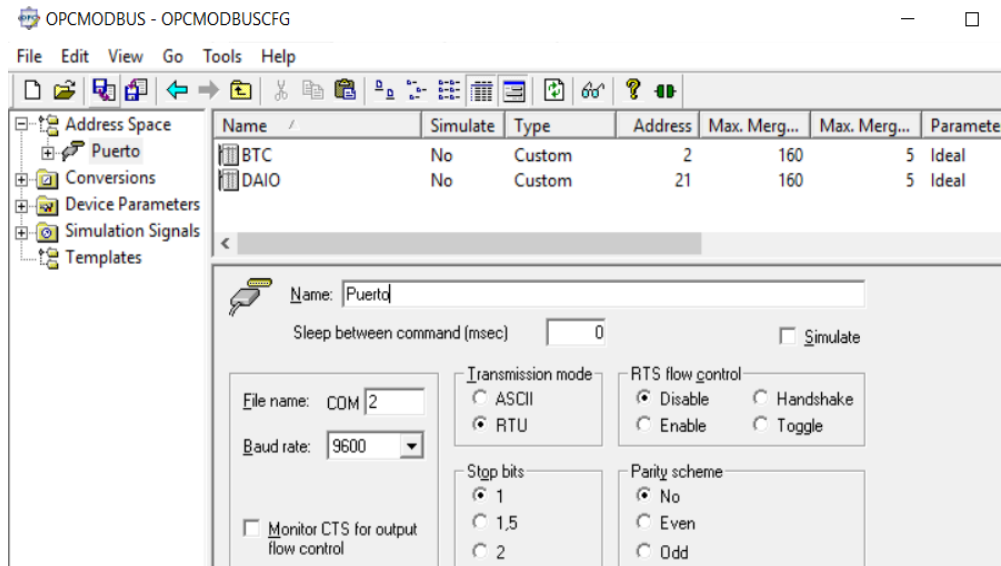 OPCMODBUS - OPCMODBUSCFG
File Edit View Go Tools Help
Address Space
Puerto
Conversions
Device Parameters
Simulation Signals
Templates
Name Simulate Type Address Max. Merg... Max. Merg... Paramete
BTC No Custom 2 160 5 Ideal
DAIO No Custom 21 160 5 Ideal
Name: Puerto
Sleep between command (msec) 0
Simulate
File name: COM 2
Baud rate: 9600
Monitor CTS for output
flow control
Transmission mode
ASCII
RTU
RTS flow control
Disable Handshake
Enable Toggle
Stop bits
1
1,5
2
Parity scheme
No
Even
Odd